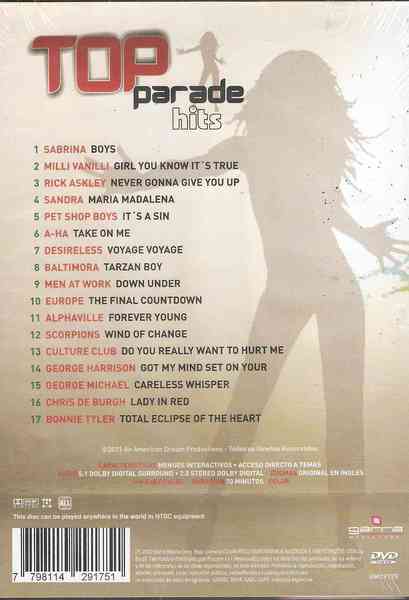 TOP
parade
hits
1 SABRINA BOYS
2 MILLI VANILLI GIRL YOU KNOW IT´S TRUE
3 RICK ASKLEY NEVER GONNA GIVE YOU UP
4 SANDRA MARIA MADALENA
5 PET SHOP BOYS IT´S A SIN
6 A-HA TAKE ON ME
7 DESIRELESS VOYAGE VOYAGE
8 BALTIMORA TARZAN BOY
9 MEN AT WORK DOWN UNDER
10 EUROPE THE FINAL COUNTDOWN
11 ALPHAVILLE FOREVER YOUNG
12 SCORPIONS WIND OF CHANGE
13 CULTURE CLUB DO YOU REALLY WANT TO HURT ME
14 GEORGE HARRISON GOT MY MIND SET ON YOUR
15 GEORGE MICHAEL CARELESS WHISPER
16 CHRIS DE BURGH LADY IN RED
17 BONNIE TYLER TOTAL ECLIPSE OF THE HEART
An American Dream Productions -
MENUES INTERACTIVOS • ACCESO DIRECTO A TEMAS
5.1 DOLBY DIGITAL SURROUND • 2.0 STEREO DOLBY DIGITAL ORIGINAL EN INGLES
70 MINUTOS
ALL
This disc can be played anywhere in the world in NTSC equipment
DVD
7 798114 291751